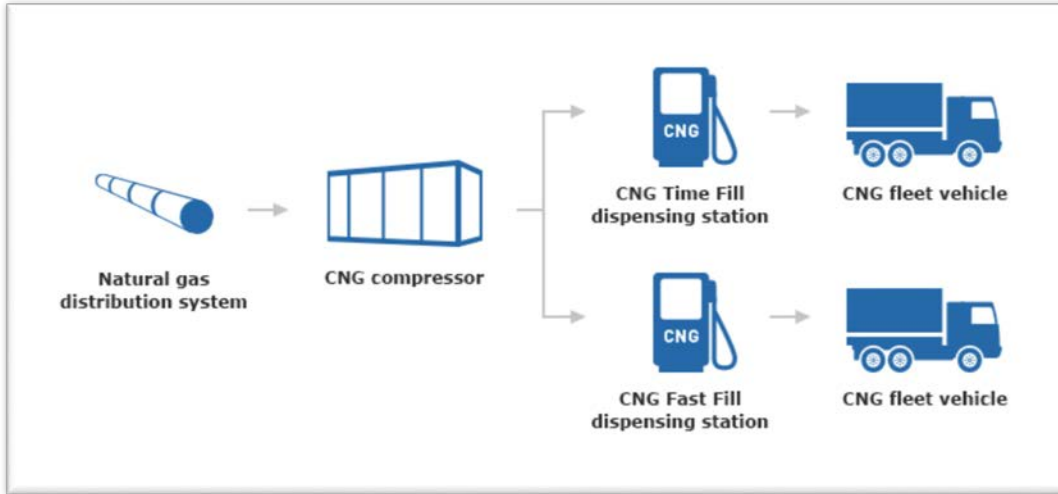 Natural gas
distribution system
CNG compressor
CNG
CNG Time Fill
dispensing station
CNG fleet vehicle
CNG
CNG Fast Fill
dispensing station
CNG fleet vehicle